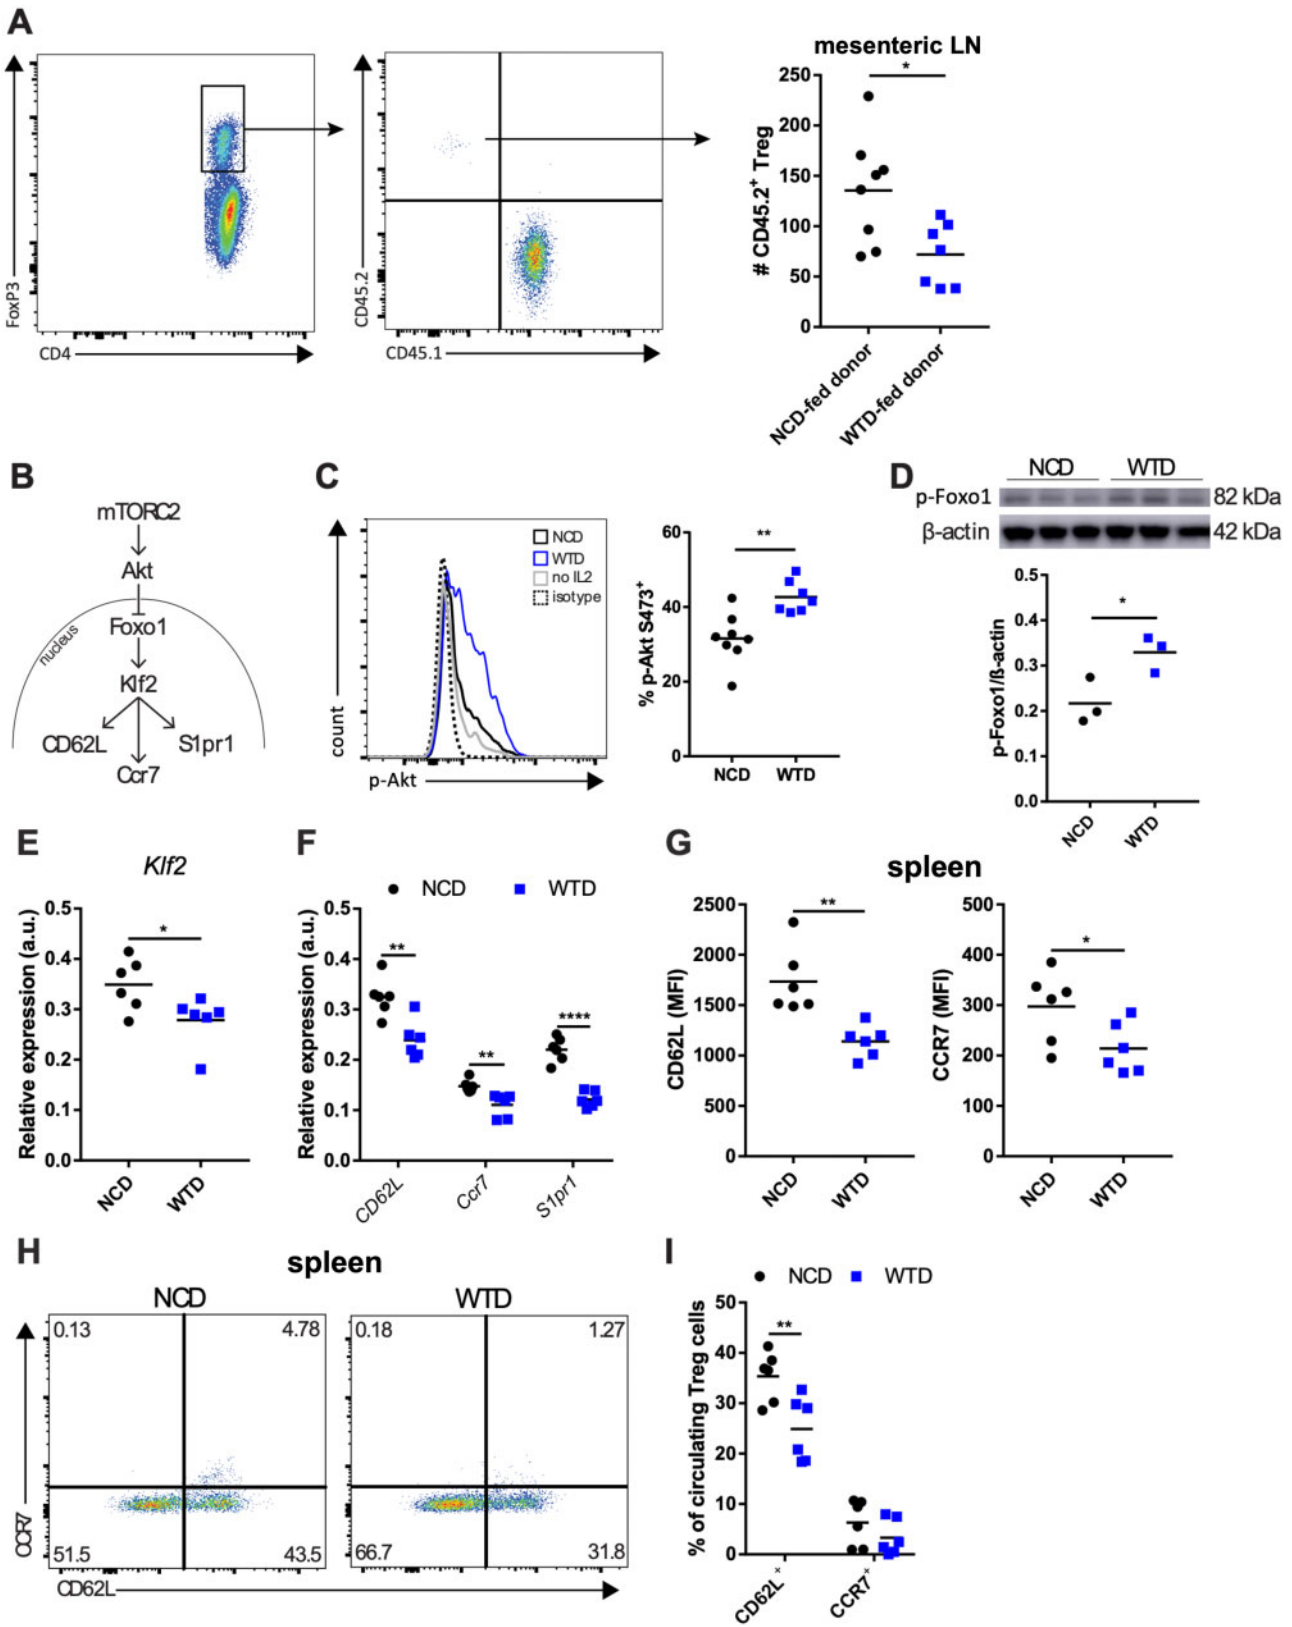 A
FoxP3
CD4
CD45.2
CD45.1
mesenteric LN
*
# CD45.2+ Treg
250
200
150
100
50
0
NCD-fed donor
WTD-fed donor
B
mTORC2
Akt
nucleus
Foxo1
Klf2
CD62L
S1pr1
Ccr7
C
NCD
WTD
no IL2
isotype
count
p-Akt
% p-Akt S473+
**
60
40
20
0
NCD
WTD
D
NCD
WTD
p-Foxo1
82 kDa
β-actin
42 kDa
p-Foxo1/ß-actin
*
0.5
0.4
0.3
0.2
0.1
0.0
NCD
WTD
E
Klf2
Relative expression (a.u.)
*
0.5
0.4
0.3
0.2
0.1
0.0
NCD
WTD
F
NCD
WTD
Relative expression (a.u.)
0.5
0.4
0.3
0.2
0.1
0.0
**
**
****
CD62L
Ccr7
S1pr1
G
spleen
CD62L (MFI)
**
2500
2000
1500
1000
500
0
NCD
WTD
CCR7 (MFI)
*
500
400
300
200
100
0
NCD
WTD
H
spleen
NCD
WTD
0.13
4.78
51.5
43.5
0.18
1.27
66.7
31.8
CCR7
CD62L
I
NCD
WTD
% of circulating Treg cells
**
50
40
30
20
10
0
CD62L+
CCR7+